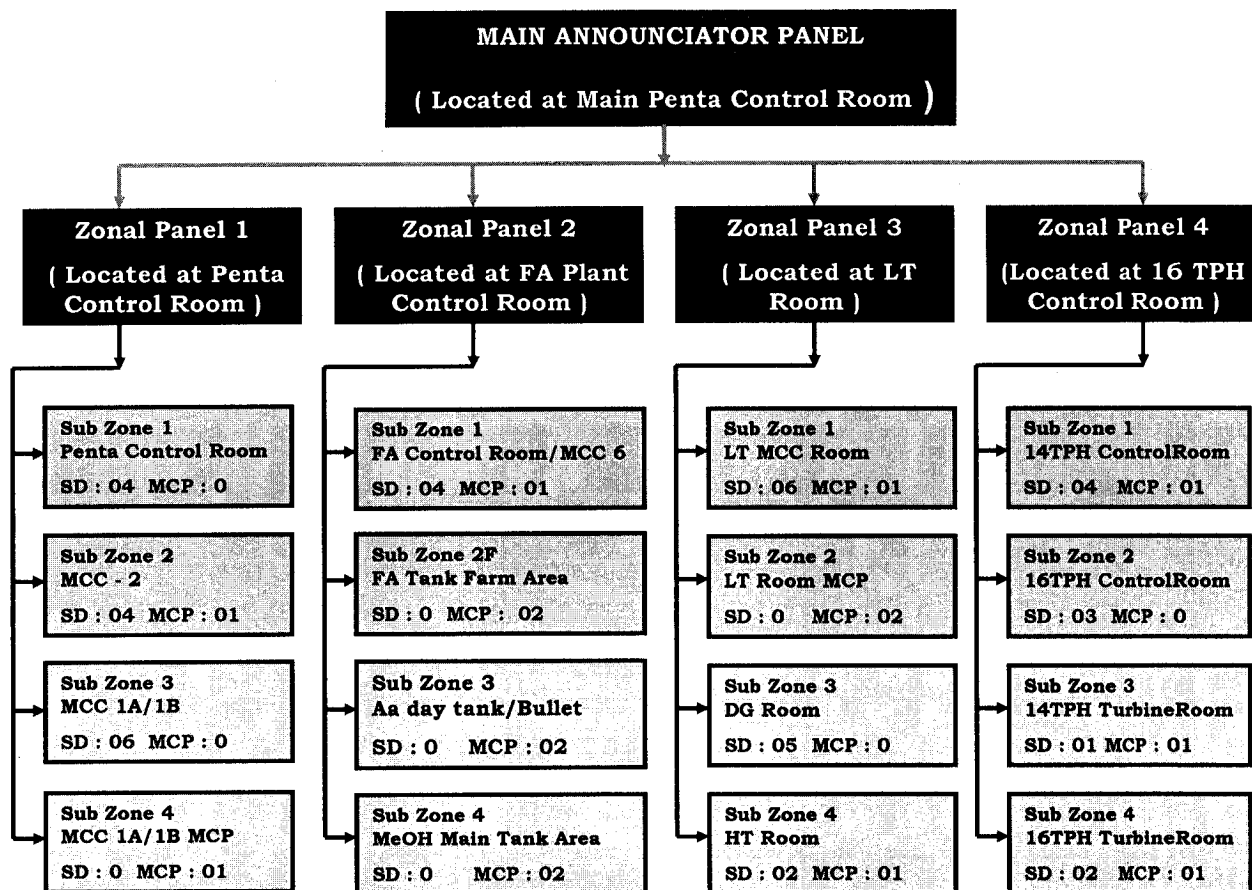 MAIN ANNOUNCIATOR PANEL
( Located at Main Penta Control Room )
Zonal Panel 1
( Located at Penta
Control Room )
Zonal Panel 2
( Located at FA Plant
Control Room )
Zonal Panel 3
( Located at LT
Room )
Zonal Panel 4
(Located at 16 TPH
Control Room )
Sub Zone 1
Penta Control Room
SD : 04 MCP : 0
Sub Zone 2
MCC - 2
SD : 04 MCP : 01
Sub Zone 3
MCC 1A/1B
SD : 06 MCP : 0
Sub Zone 4
MCC 1A/1B MCP
SD : 0 MCP : 01
Sub Zone 1
FA Control Room/MCC 6
SD : 04 MCP : 01
Sub Zone 2F
FA Tank Farm Area
SD : 0 MCP : 02
Sub Zone 3
Aa day tank/Bullet
SD : 0 MCP : 02
Sub Zone 4
MeOH Main Tank Area
SD : 0 MCP : 02
Sub Zone 1
LT MCC Room
SD : 06 MCP : 01
Sub Zone 2
LT Room MCP
SD : 0 MCP : 02
Sub Zone 3
DG Room
SD : 05 MCP : 0
Sub Zone 4
HT Room
SD : 02 MCP : 01
Sub Zone 1
14TPH ControlRoom
SD : 04 MCP : 01
Sub Zone 2
16TPH ControlRoom
SD : 03 MCP : 0
Sub Zone 3
14TPH TurbineRoom
SD : 01 MCP : 01
Sub Zone 4
16TPH TurbineRoom
SD : 02 MCP : 01